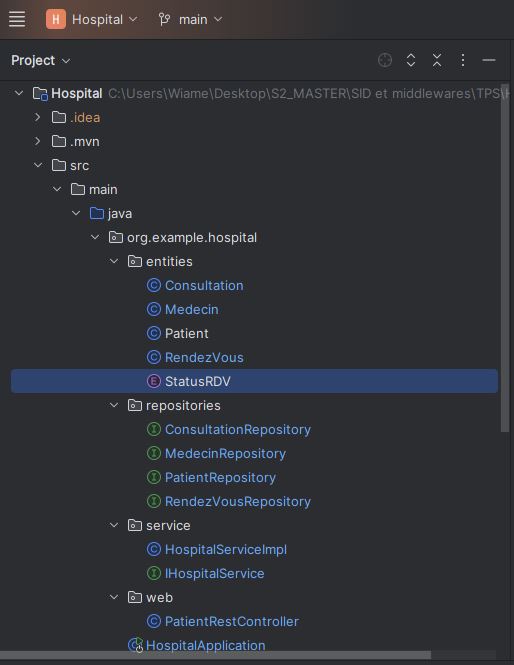 H Hospital main
Project
Hospital C:\Users\Wiame\Desktop\S2_MASTER\SID et middlewares\TPS\H
.idea
.mvn
src
main
java
org.example.hospital
entities
C Consultation
C Medecin
C Patient
C RendezVous
E StatusRDV
repositories
I ConsultationRepository
I MedecinRepository
I PatientRepository
I RendezVousRepository
service
C HospitalServiceImpl
I IHospitalService
web
C PatientRestController
C HospitalApplication